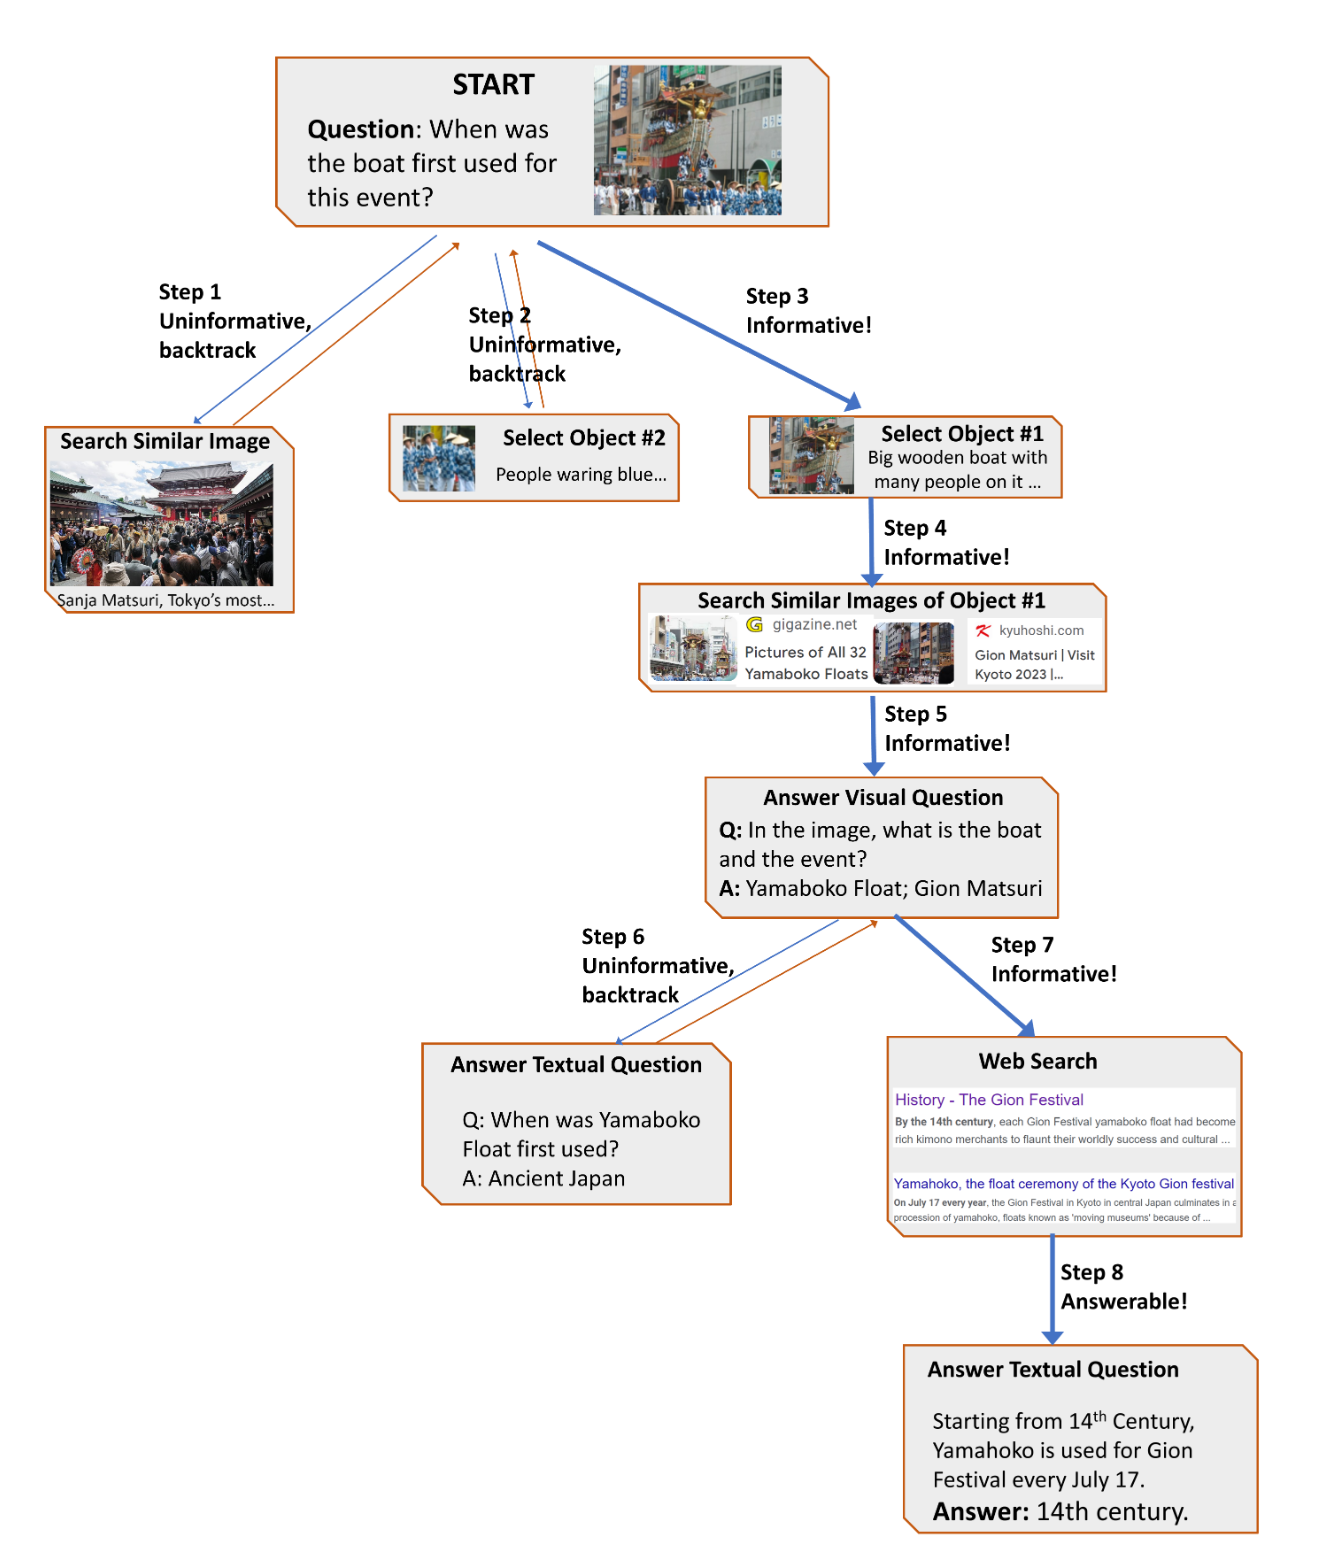 START
Question: When was
the boat first used for
this event?
Step 1
Uninformative,
backtrack
Step 2
Uninformative,
backtrack
Step 3
Informative!
Search Similar Image
Sanja Matsuri, Tokyo's most...
Select Object #2
People waring blue...
Select Object #1
Big wooden boat with
many people on it ...
Step 4
Informative!
Search Similar Images of Object #1
gigazine.net
Pictures of All 32
Yamaboko Floats
kyuhoshi.com
Gion Matsuri | Visit
Kyoto 2023 |...
Step 5
Informative!
Answer Visual Question
Q: In the image, what is the boat
and the event?
A: Yamaboko Float; Gion Matsuri
Step 6
Uninformative,
backtrack
Step 7
Informative!
Answer Textual Question
Q: When was Yamaboko
Float first used?
A: Ancient Japan
Web Search
History - The Gion Festival
By the 14th century, each Gion Festival yamaboko float had become
rich kimono merchants to flaunt their worldly success and cultural ...
Yamahoko, the float ceremony of the Kyoto Gion festival
On July 17 every year, the Gion Festival in Kyoto in central Japan culminates in a
procession of yamahoko, floats known as 'moving museums' because of ...
Step 8
Answerable!
Answer Textual Question
Starting from 14th Century,
Yamahoko is used for Gion
Festival every July 17.
Answer: 14th century.